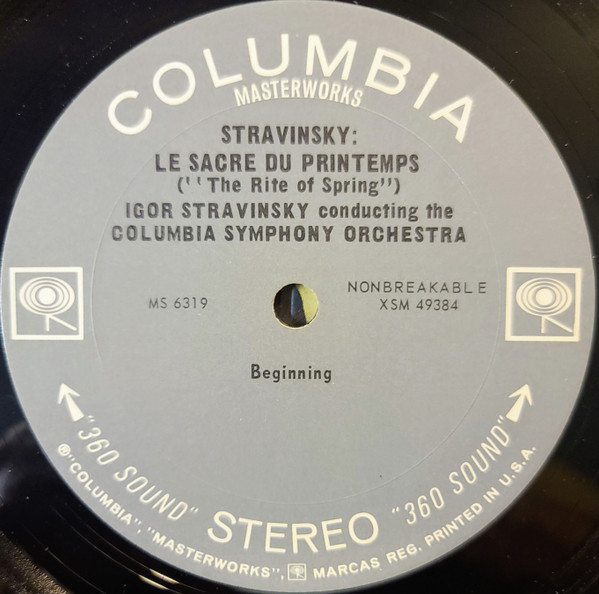 COLUMBIA
MASTERWORKS
STRAVINSKY:
LE SACRE DU PRINTEMPS
(''The Rite of Spring'')
IGOR STRAVINSKY conducting the
COLUMBIA SYMPHONY ORCHESTRA
MS 6319
NONBREAKABLE
XSM 49384
Beginning
"360 SOUND" STEREO "360 SOUND"
®"COLUMBIA", "MASTERWORKS", MARCAS REG. PRINTED IN U.S.A.